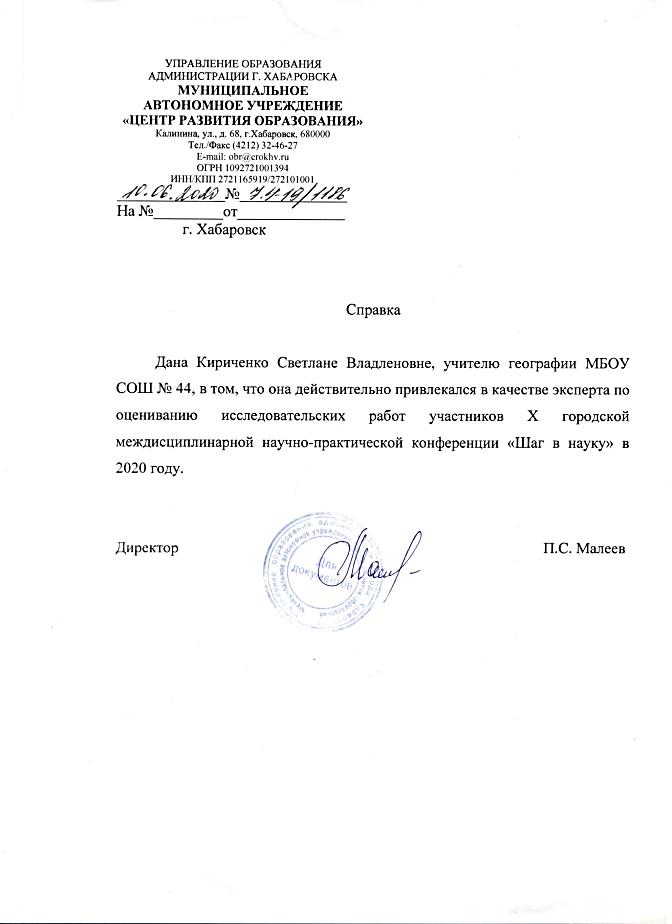 УПРАВЛЕНИЕ ОБРАЗОВАНИЯ
АДМИНИСТРАЦИИ Г. ХАБАРОВСКА
МУНИЦИПАЛЬНОЕ
АВТОНОМНОЕ УЧРЕЖДЕНИЕ
«ЦЕНТР РАЗВИТИЯ ОБРАЗОВАНИЯ»
Калинина, ул., д. 68, г.Хабаровск, 680000
Тел./Факс (4212) 32-46-27
E-mail: obr@crokhv.ru
ОГРН 1092721001394
ИНН/КПП 2721165919/272101001
10.06.2020 № 7.4-19/1186
На №_________от______________
г. Хабаровск
Справка
Дана Кириченко Светлане Владленовне, учителю географии МБОУ
СОШ № 44, в том, что она действительно привлекался в качестве эксперта по
оцениванию исследовательских работ участников X городской
междисциплинарной научно-практической конференции «Шаг в науку» в
2020 году.
Директор П.С. Малеев
Для
документов